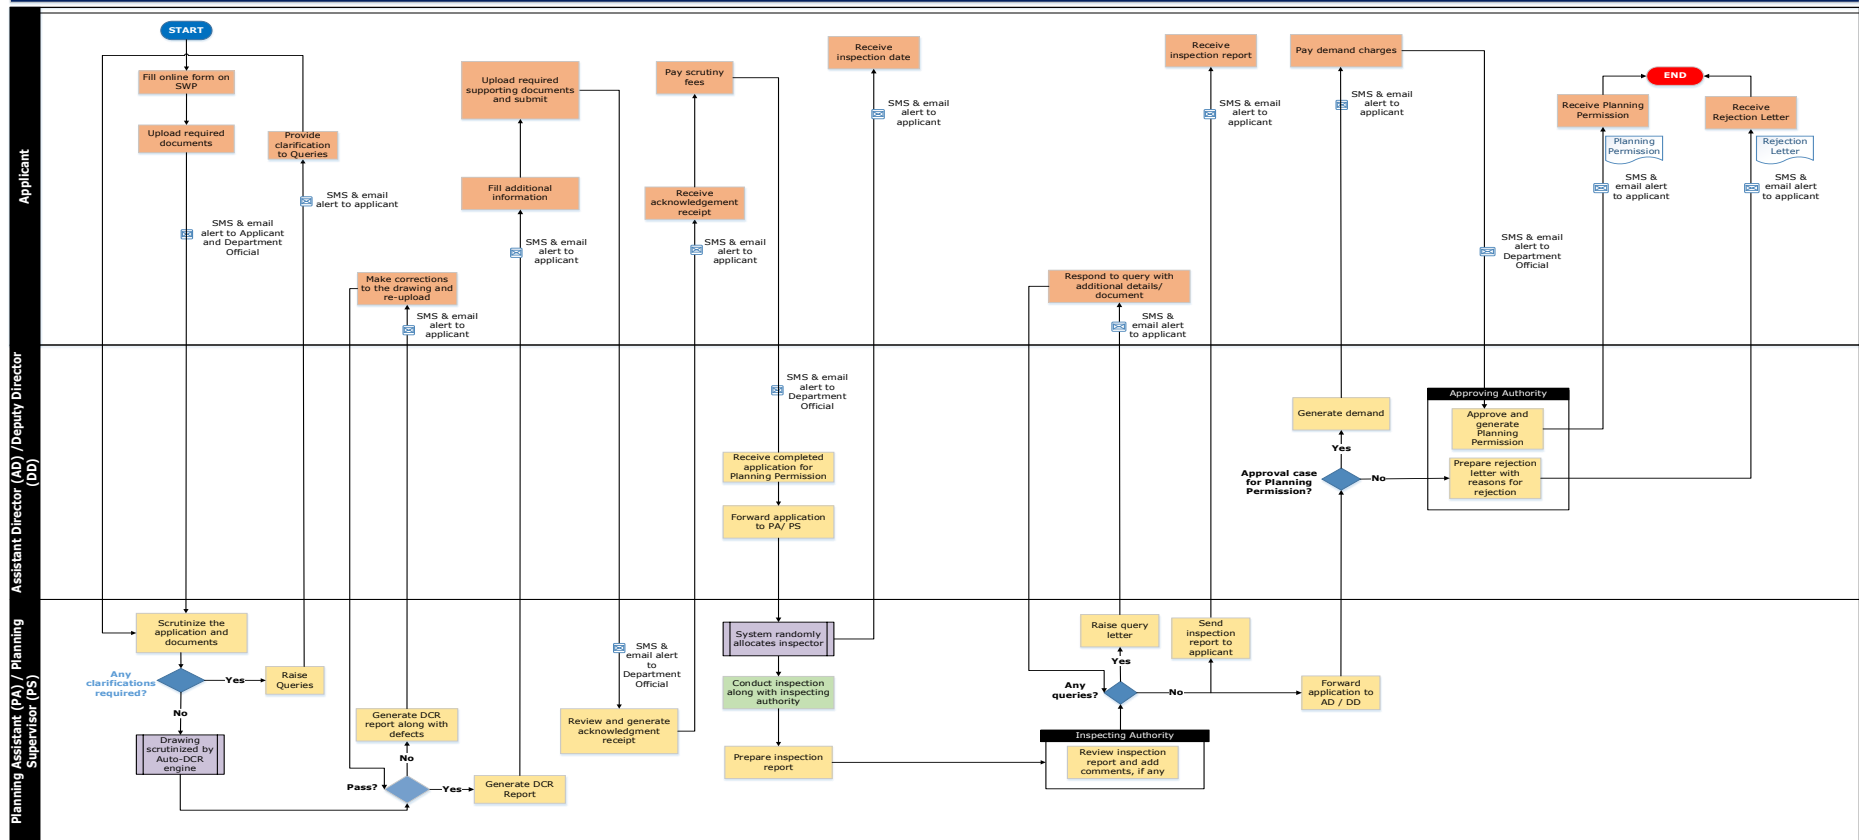 Applicant
START
Fill online form on
SWP
Upload required
documents
SMS & email
alert to Applicant
and Department
Official
Provide
clarification
to Queries
SMS & email
alert to applicant
Make corrections
to the drawing and
re-upload
SMS & email
alert to
applicant
Upload required
supporting documents
and submit
Fill additional
information
SMS & email
alert to
applicant
Pay scrutiny
fees
Receive
acknowledgement
receipt
SMS & email
alert to
applicant
Receive
inspection date
SMS & email
alert to
applicant
Respond to query with
additional details/
document
SMS &
email alert
to applicant
Receive
inspection report
SMS & email
alert to
applicant
Pay demand charges
SMS & email
alert to
applicant
SMS & email
alert to
Department
Official
END
Receive Planning
Permission
Planning
Permission
SMS &
email alert
to applicant
Receive
Rejection Letter
Rejection
Letter
SMS &
email alert
to applicant
Assistant Director (AD) /Deputy Director
(DD)
SMS & email
alert to
Department
Official
Receive completed
application for
Planning Permission
Forward application
to PA/ PS
Generate demand
Yes
Approval case
for Planning
Permission?
No
Approving Authority
Approve and
generate
Planning
Permission
Prepare rejection
letter with
reasons for
rejection
Planning Assistant (PA) / Planning
Supervisor (PS)
Scrutinize the
application and
documents
Any
clarifications
required?
Yes
Raise
Queries
No
Drawing
scrutinized by
Auto-DCR
engine
Generate DCR
report along with
defects
No
Pass?
Yes
Generate DCR
Report
SMS &
email alert
to
Department
Official
Review and generate
acknowledgment
receipt
System randomly
allocates inspector
Conduct inspection
along with inspecting
authority
Prepare inspection
report
Inspecting Authority
Review inspection
report and add
comments, if any
Any
queries?
Yes
Raise query
letter
No
Send
inspection
report to
applicant
Forward
application to
AD / DD